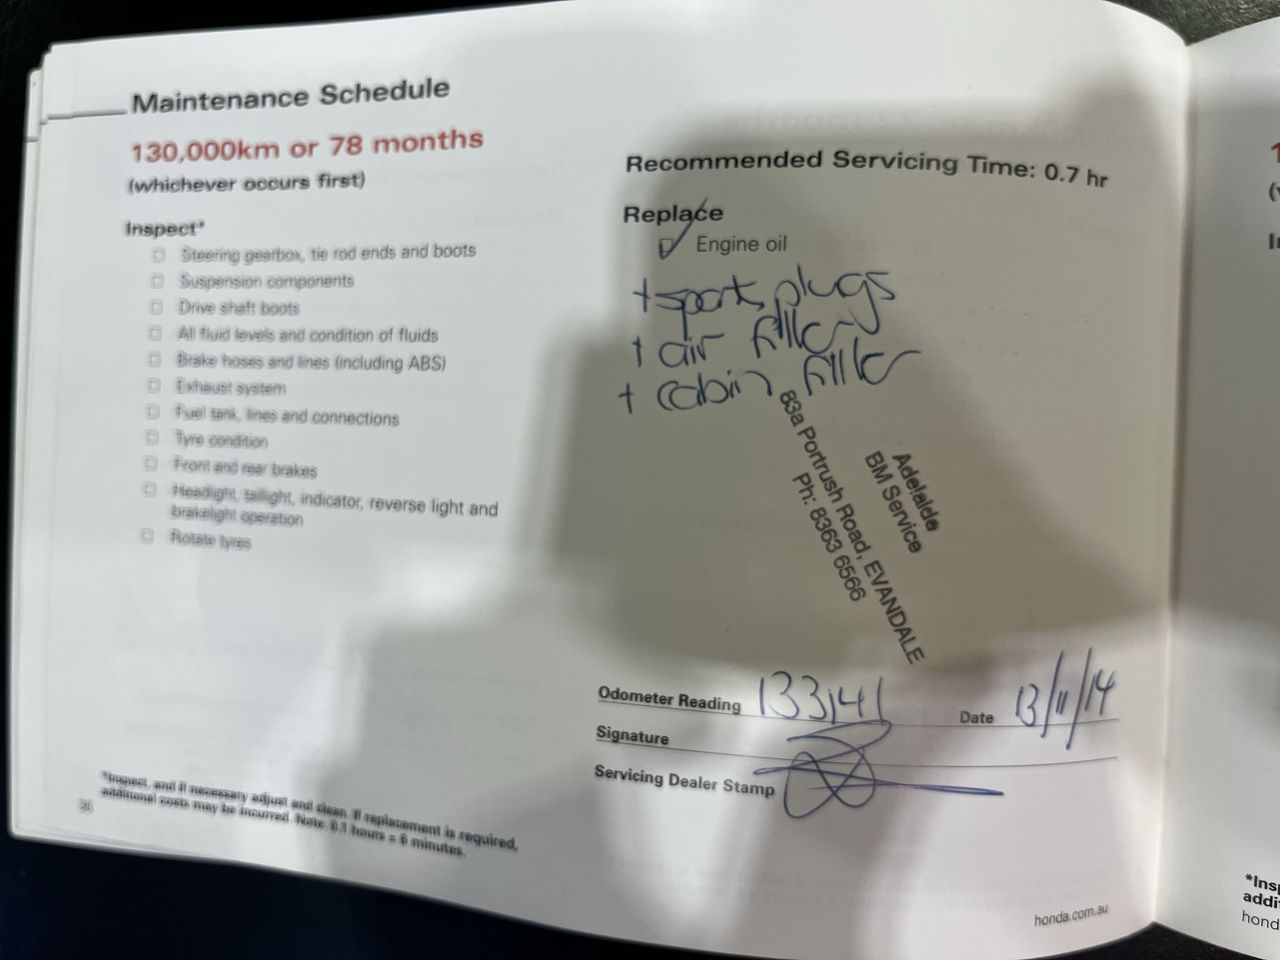 Maintenance Schedule
130,000km or 78 months
(whichever occurs first)
Inspect*
Steering gearbox, tie rod ends and boots
Suspension components
Drive shaft boots
All fluid levels and condition of fluids
Brake hoses and lines (including ABS)
Exhaust system
Fuel tank, lines and connections
Tyre condition
Front and rear brakes
Headlight, taillight, indicator, reverse light and
brakelight operation
Rotate tyres
*Inspect, and if necessary adjust and clean. If replacement is required,
additional costs may be incurred. Note: 0.1 hours = 6 minutes.
Recommended Servicing Time: 0.7 hr
Replace
Engine oil
+ spark plugs
+ air filter
+ cabin filter
Adelaide
BM Service
83a Portrush Road, EVANDALE
Ph: 8363 6566
Odometer Reading 133,141 Date 13/11/14
Signature
Servicing Dealer Stamp
honda.com.au
*Insp
addi
hond